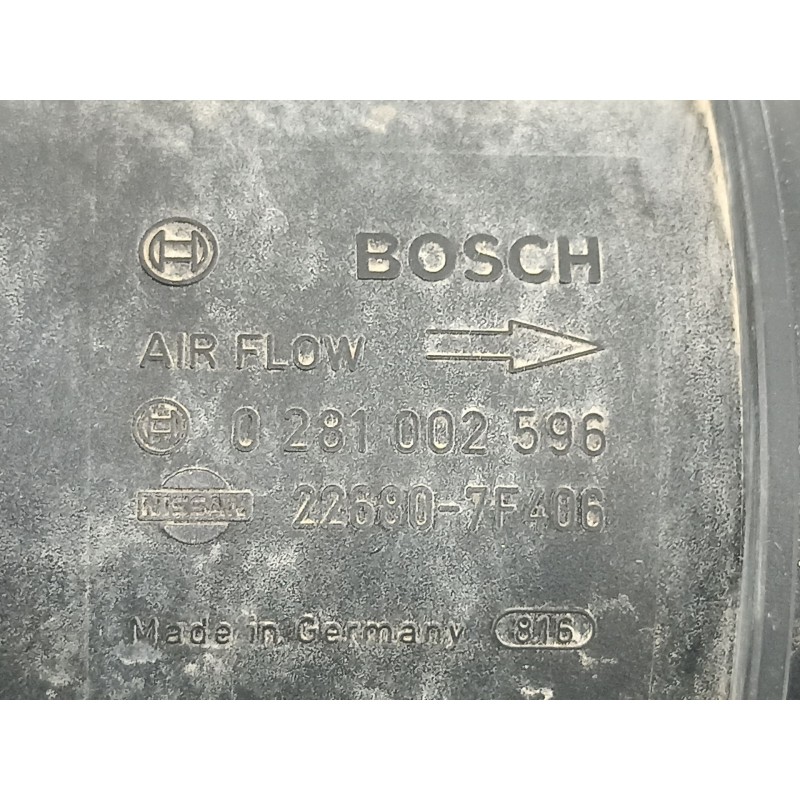 BOSCH
AIR FLOW
0 281 002 596
NISSAN 22680-7F406
Made in Germany 816